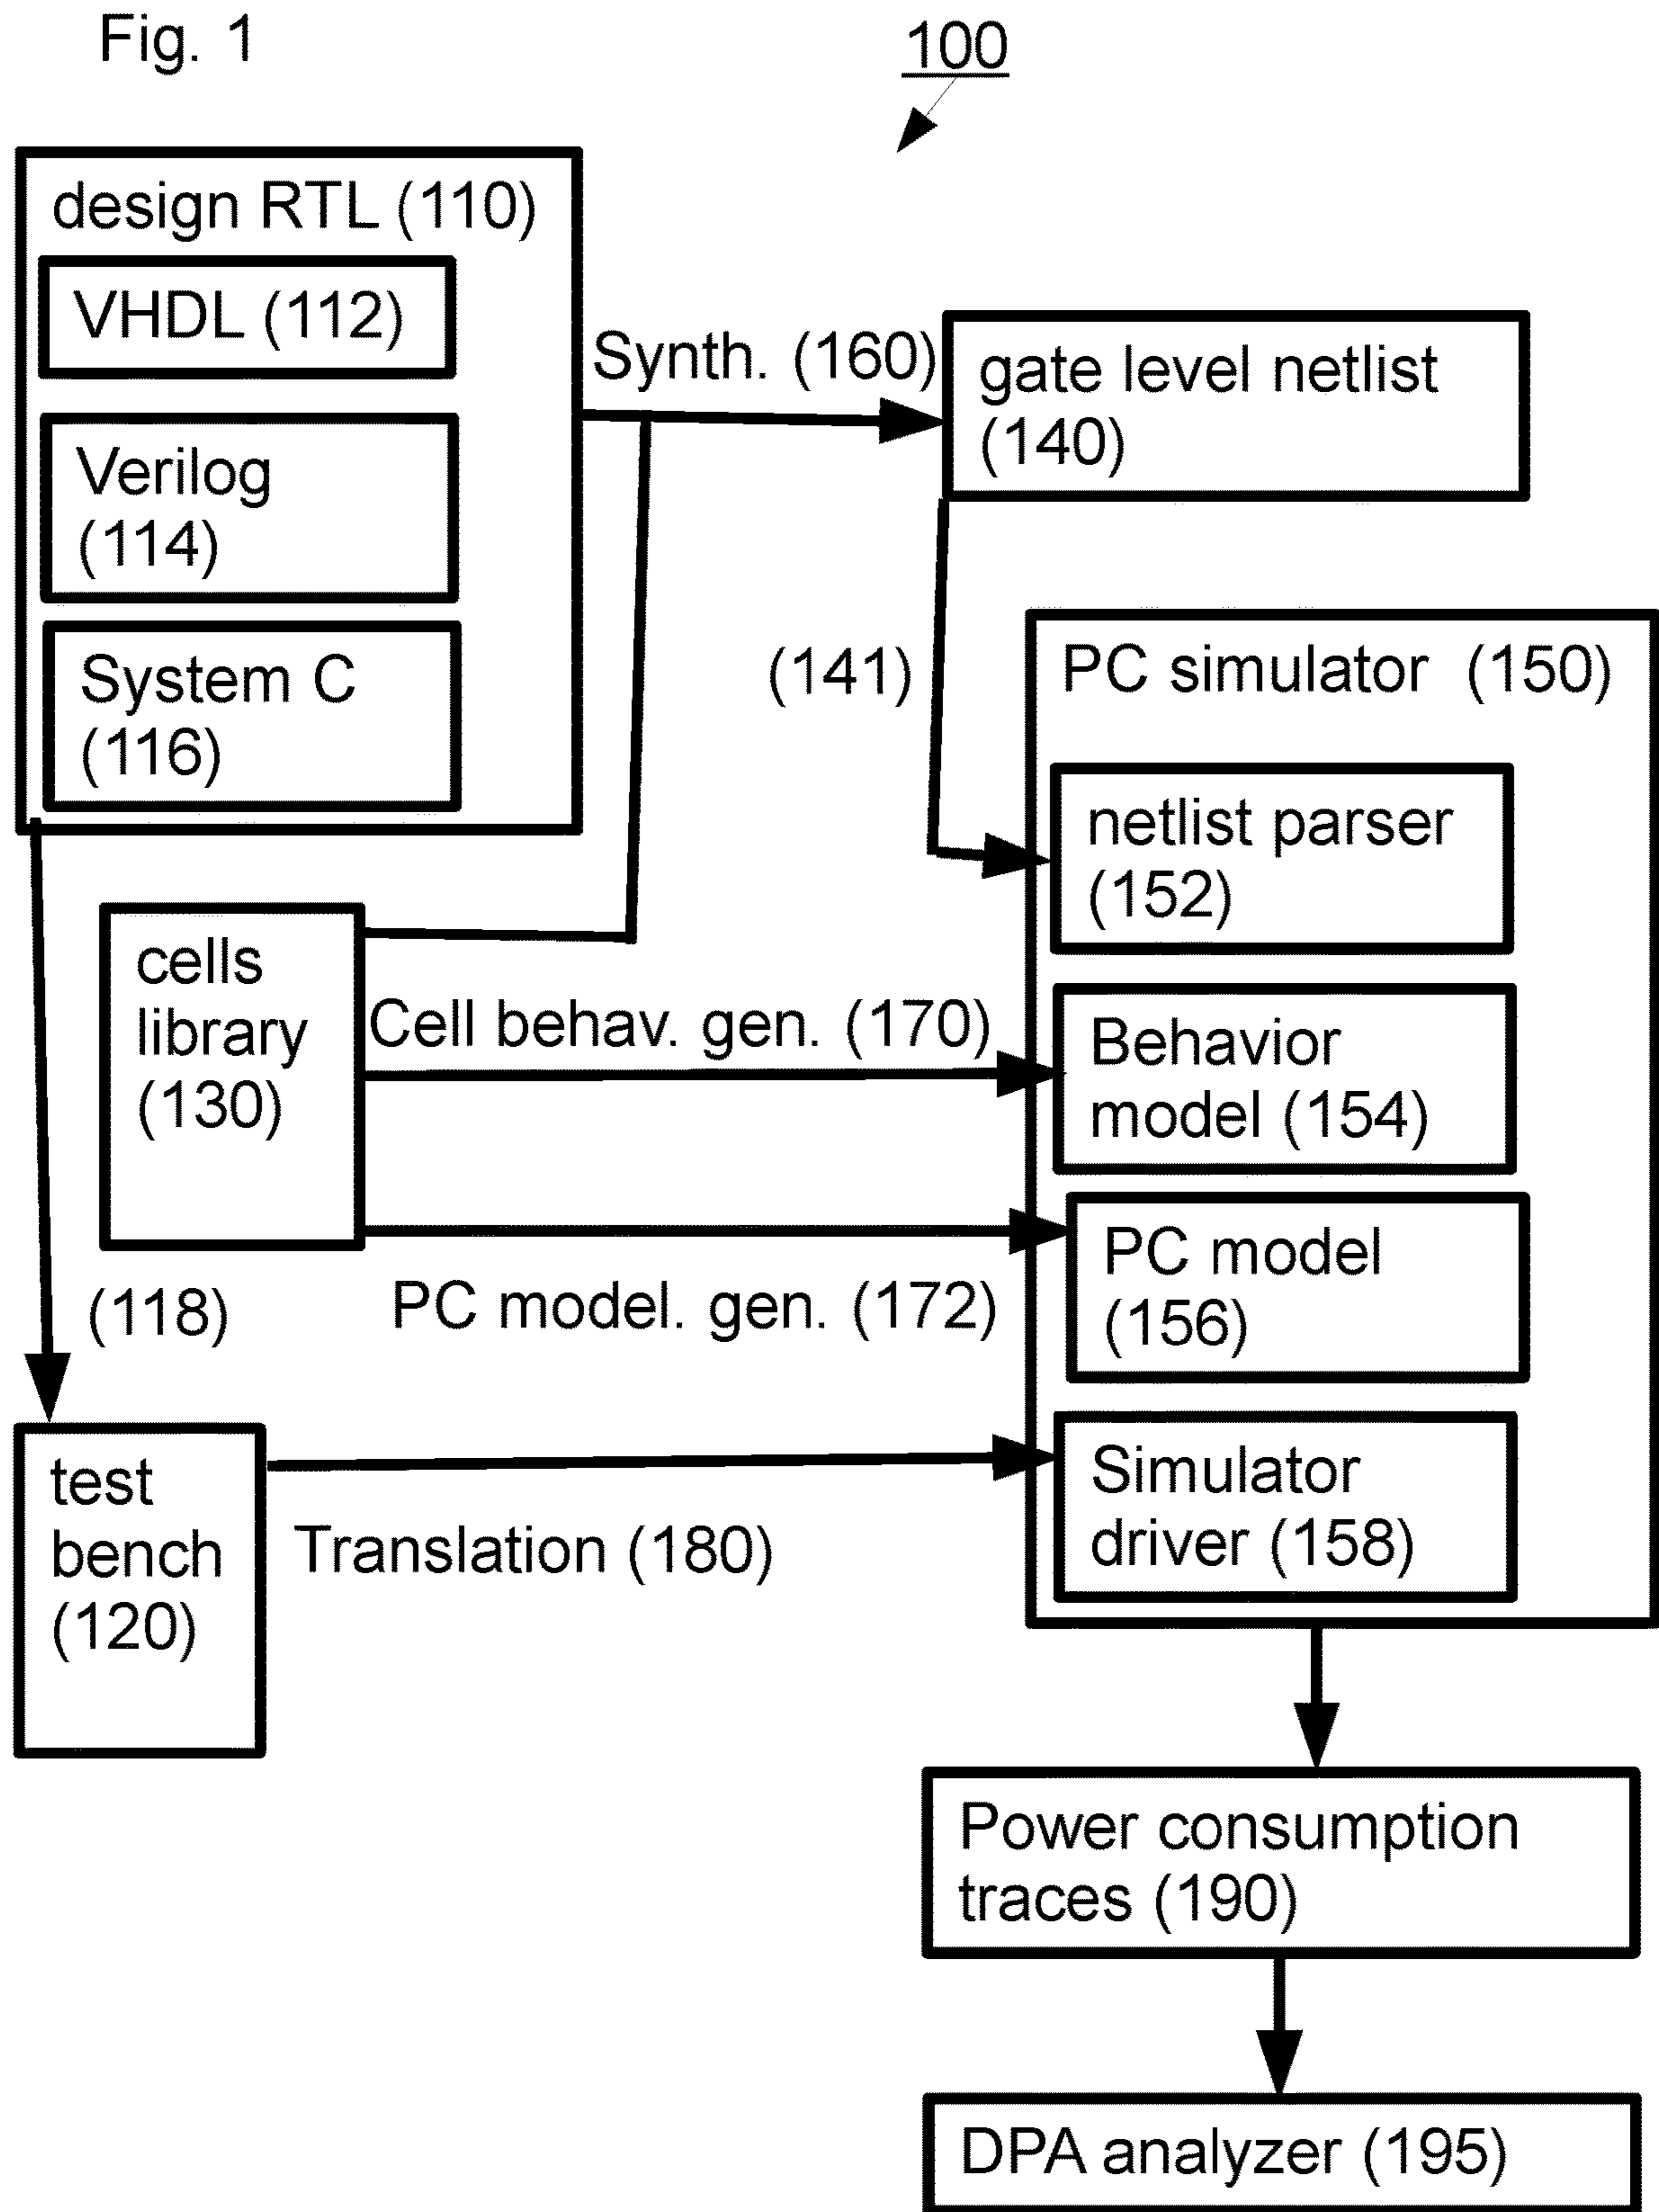 Fig. 1
100
design RTL (110)
VHDL (112)
Verilog
(114)
System C
(116)
Synth. (160)
gate level netlist
(140)
(141)
PC simulator (150)
netlist parser
(152)
cells
library
(130)
Cell behav. gen. (170)
Behavior
model (154)
PC model. gen. (172)
PC model
(156)
(118)
test
bench
(120)
Translation (180)
Simulator
driver (158)
Power consumption
traces (190)
DPA analyzer (195)